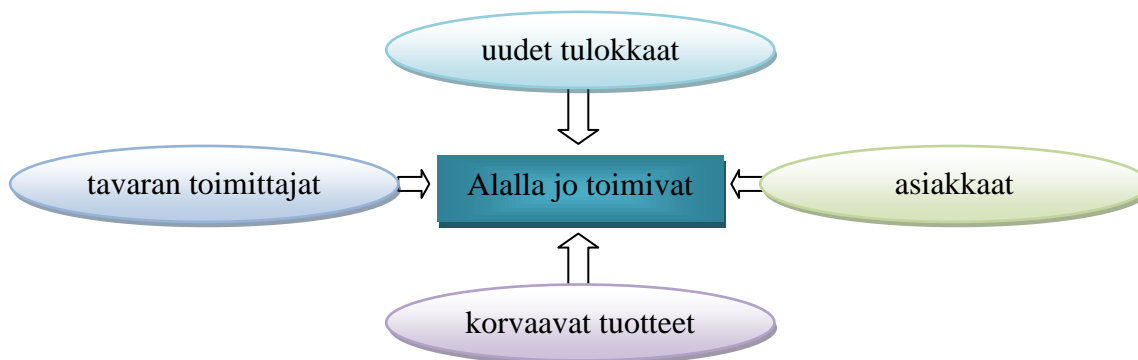 uudet tulokkaat
tavaran toimittajat
Alalla jo toimivat
asiakkaat
korvaavat tuotteet